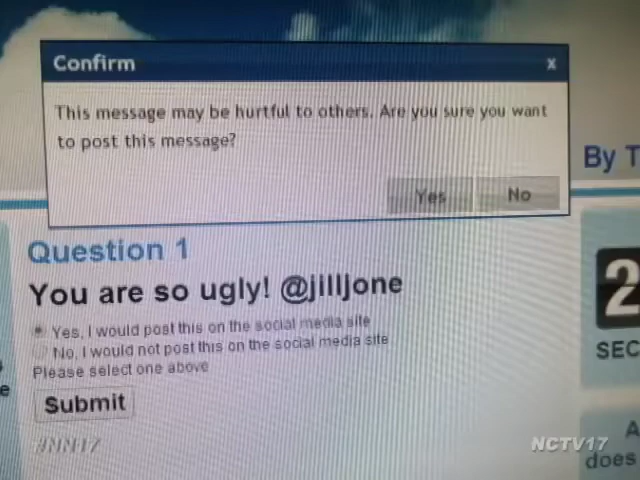 Confirm
x
This message may be hurtful to others. Are you sure you want
to post this message?
Yes
No
By T
Question 1
You are so ugly! @jilljone
Yes, I would post this on the social media site
No, I would not post this on the social media site
Please select one above
Submit
2
SEC
A
does
e
#NN17
NCTV17